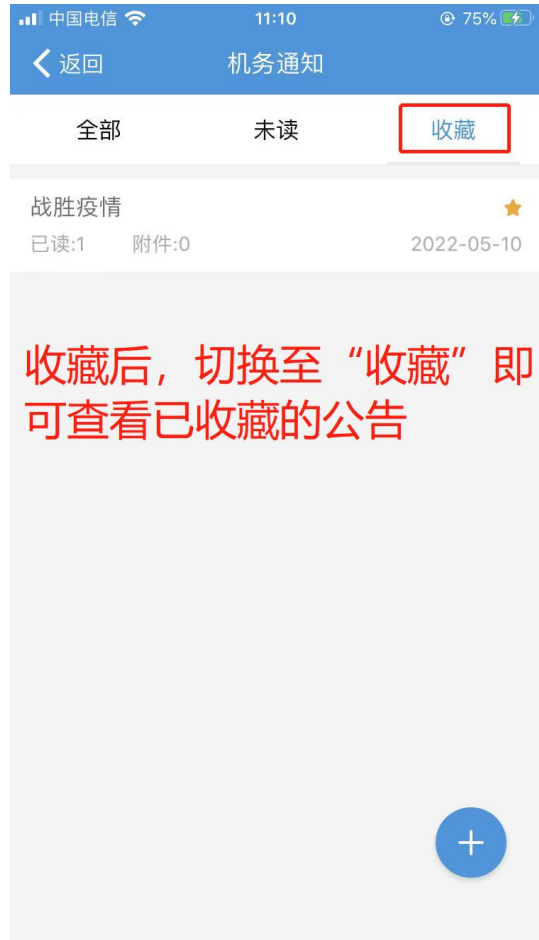 中国电信 11:10 75%
返回 机务通知
全部 未读 收藏
战胜疫情
已读:1 附件:0 2022-05-10
收藏后，切换至“收藏”即
可查看已收藏的公告